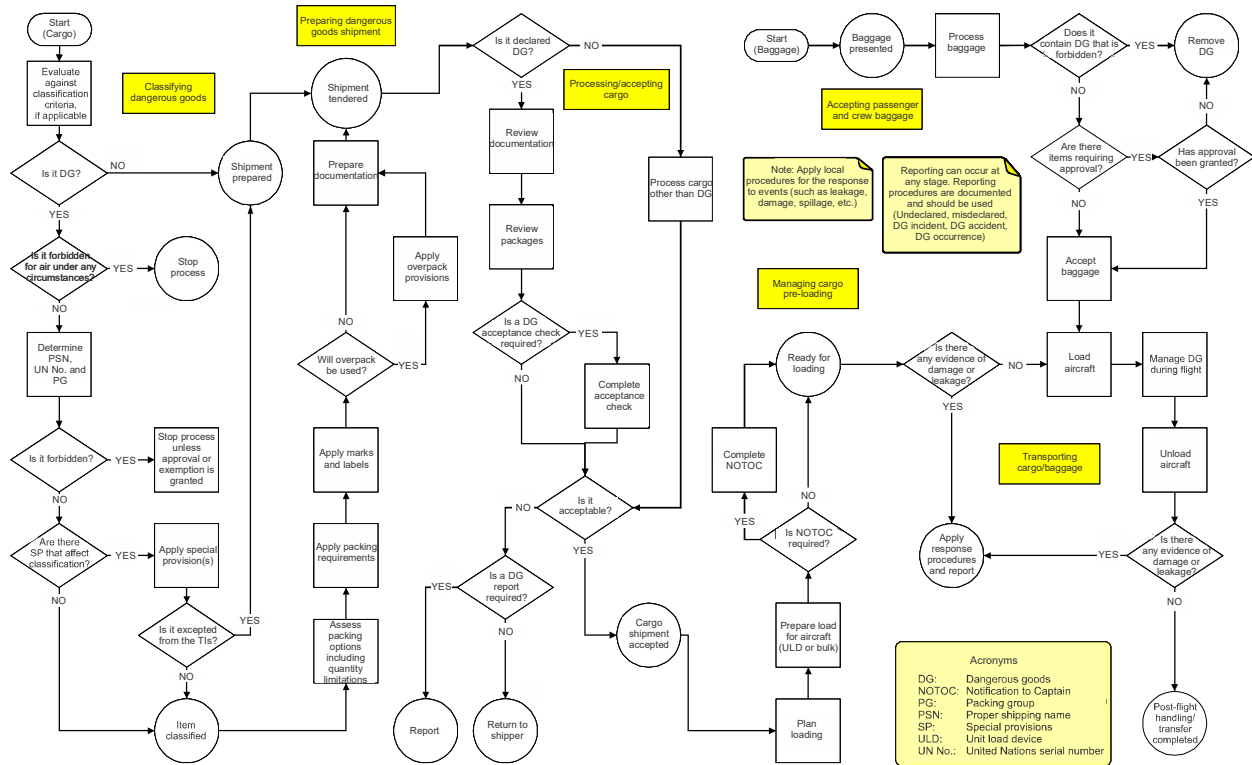 Start
(Cargo)
Evaluate
against
classification
criteria,
if applicable
Classifying
dangerous goods
Is it DG?
NO
YES
Is it forbidden
for air under any
circumstances?
YES
Stop
process
NO
Determine
PSN,
UN No. and
PG
Is it forbidden?
YES
Stop process
unless
approval or
exemption is
granted
NO
Are there
SP that affect
classification?
YES
Apply special
provision(s)
NO
Is it excepted
from the TIs?
YES
NO
Item
classified
Shipment
prepared
Preparing dangerous
goods shipment
Shipment
tendered
Prepare
documentation
Apply
overpack
provisions
NO
Will overpack
be used?
YES
Apply marks
and labels
Apply packing
requirements
Assess
packing
options
including
quantity
limitations
Is it declared
DG?
NO
YES
Processing/accepting
cargo
Review
documentation
Process cargo
other than DG
Review
packages
Is a DG
acceptance check
required?
YES
NO
Complete
acceptance
check
Is it
acceptable?
NO
YES
Is a DG
report
required?
YES
NO
Report
Return to
shipper
Cargo
shipment
accepted
Plan
loading
Prepare load
for aircraft
(ULD or bulk)
Is NOTOC
required?
YES
NO
Complete
NOTOC
Ready for
loading
Managing cargo
pre-loading
Start
(Baggage)
Baggage
presented
Process
baggage
Does it
contain DG that is
forbidden?
YES
Remove
DG
NO
NO
Accepting passenger
and crew baggage
Are there
items requiring
approval?
YES
Has approval
been granted?
NO
YES
Note: Apply local
procedures for the response
to events (such as leakage,
damage, spillage, etc.)
Reporting can occur at
any stage. Reporting
procedures are documented
and should be used
(Undeclared, misdeclared,
DG incident, DG accident,
DG occurrence)
Accept
baggage
Is there
any evidence of
damage or
leakage?
NO
YES
Load
aircraft
Manage DG
during flight
Transporting
cargo/baggage
Unload
aircraft
Is there
any evidence of
damage or
leakage?
YES
NO
Apply
response
procedures
and report
Post-flight
handling/
transfer
completed
Acronyms
DG: Dangerous goods
NOTOC: Notification to Captain
PG: Packing group
PSN: Proper shipping name
SP: Special provisions
ULD: Unit load device
UN No.: United Nations serial number